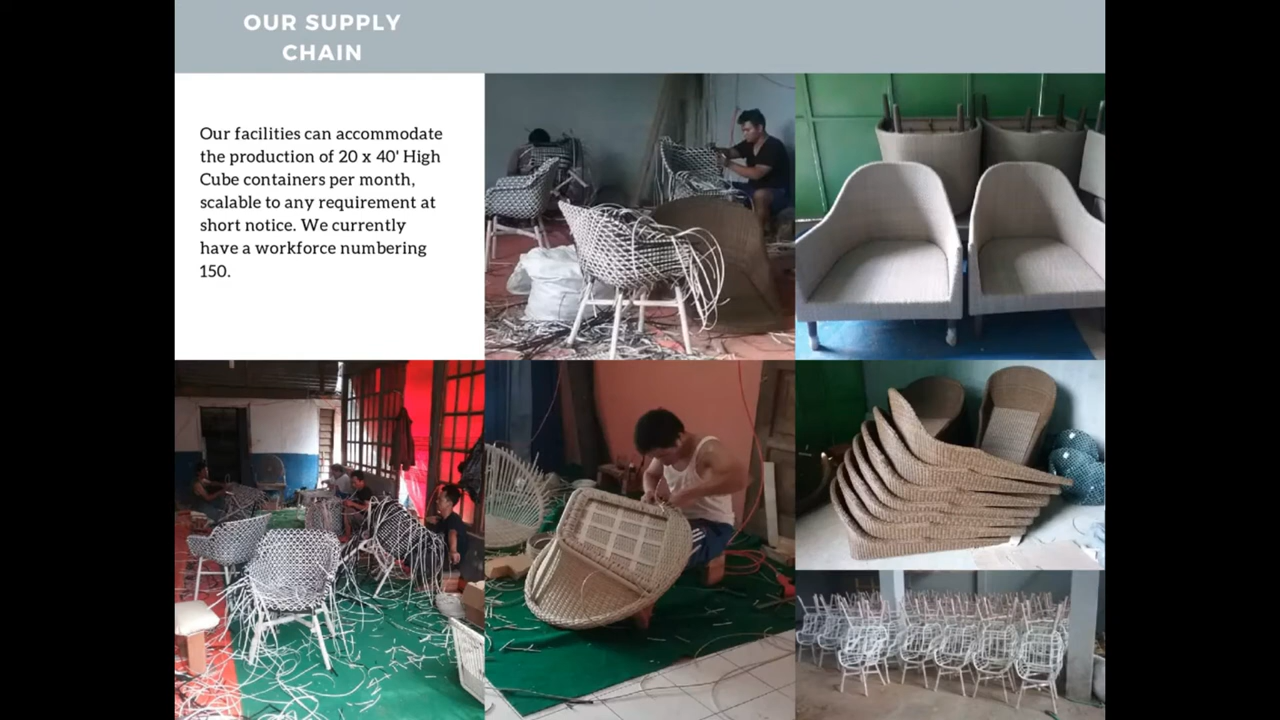 OUR SUPPLY
CHAIN
Our facilities can accommodate
the production of 20 x 40' High
Cube containers per month,
scalable to any requirement at
short notice. We currently
have a workforce numbering
150.